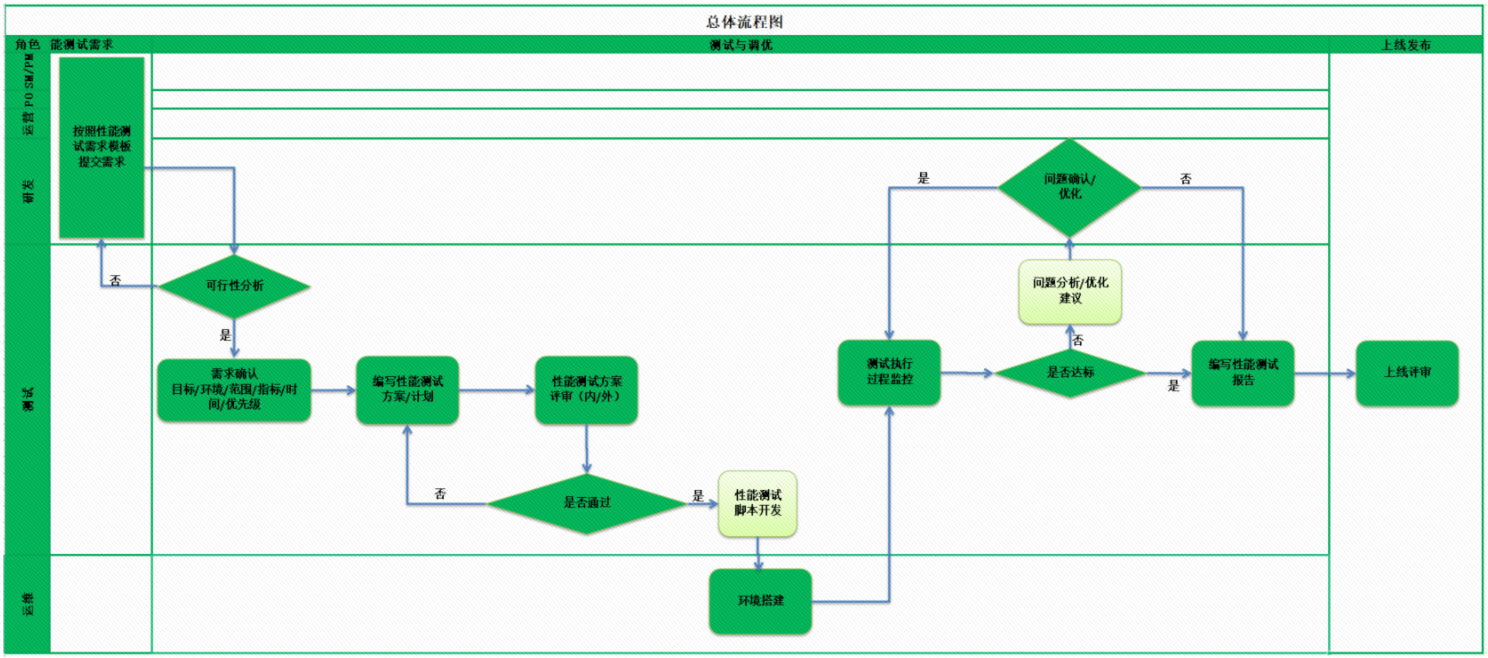 总体流程图
角色
能测试需求
测试与调优
上线发布
SM/PM
PO
运营
研发
测试
运维
按照性能测
试需求模板
提交需求
否
可行性分析
是
需求确认
目标/环境/范围/指标/时
间/优先级
编写性能测试
方案/计划
性能测试方案
评审（内/外）
否
是否通过
是
性能测试
脚本开发
环境搭建
测试执行
过程监控
是
问题确认/
优化
否
问题分析/优化
建议
否
是否达标
是
编写性能测试
报告
上线评审